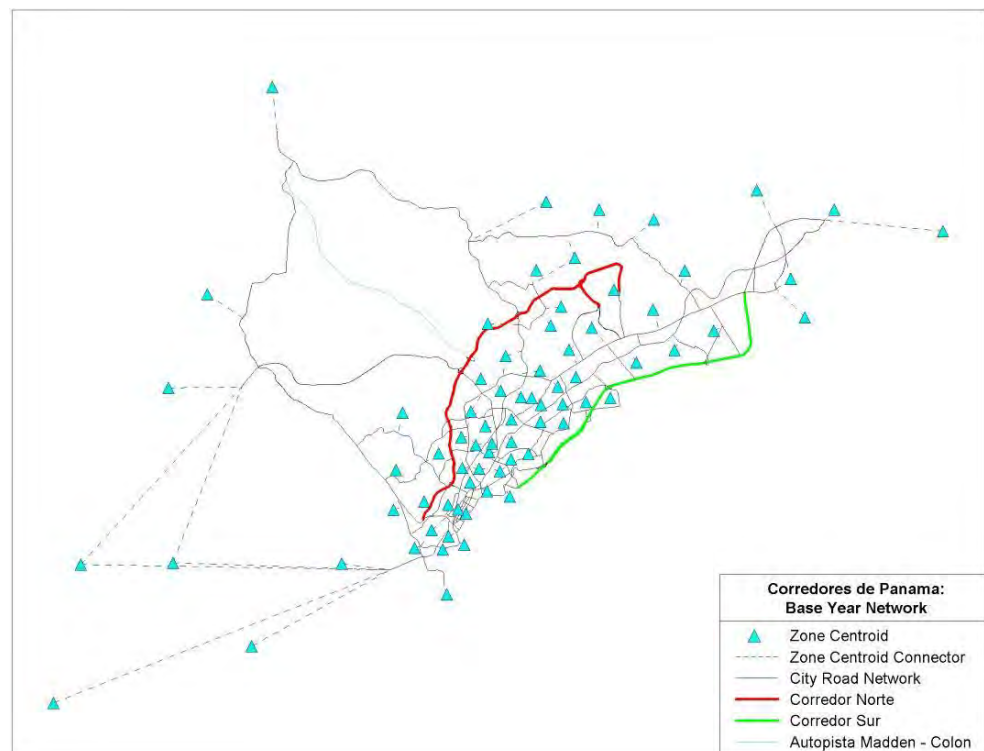 Corredores de Panama:
Base Year Network
Zone Centroid
Zone Centroid Connector
City Road Network
Corredor Norte
Corredor Sur
Autopista Madden - Colon